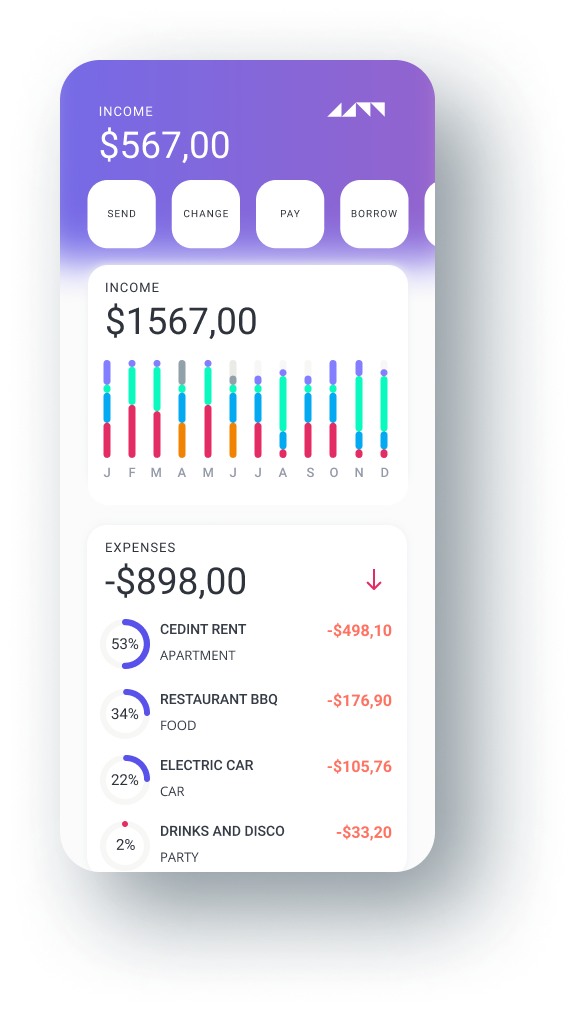 INCOME
$567,00
SEND CHANGE PAY BORROW
INCOME
$1567,00
J F M A M J J A S O N D
EXPENSES
-$898,00
53% CEDINT RENT -$498,10
APARTMENT
34% RESTAURANT BBQ -$176,90
FOOD
22% ELECTRIC CAR -$105,76
CAR
2% DRINKS AND DISCO -$33,20
PARTY